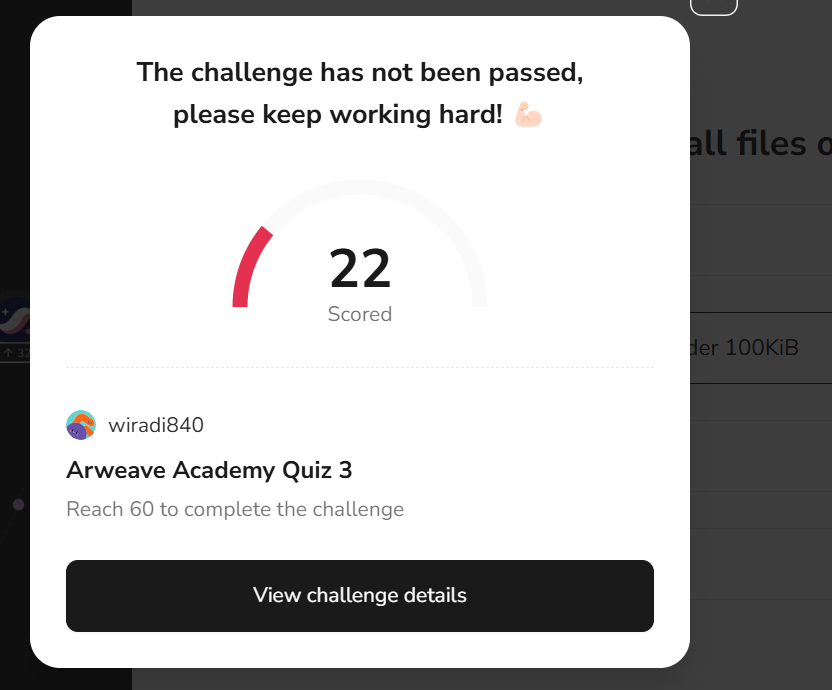 The challenge has not been passed,
please keep working hard! 💪🏻
all files o
22
Scored
der 100KiB
32
wiradi840
Arweave Academy Quiz 3
Reach 60 to complete the challenge
View challenge details